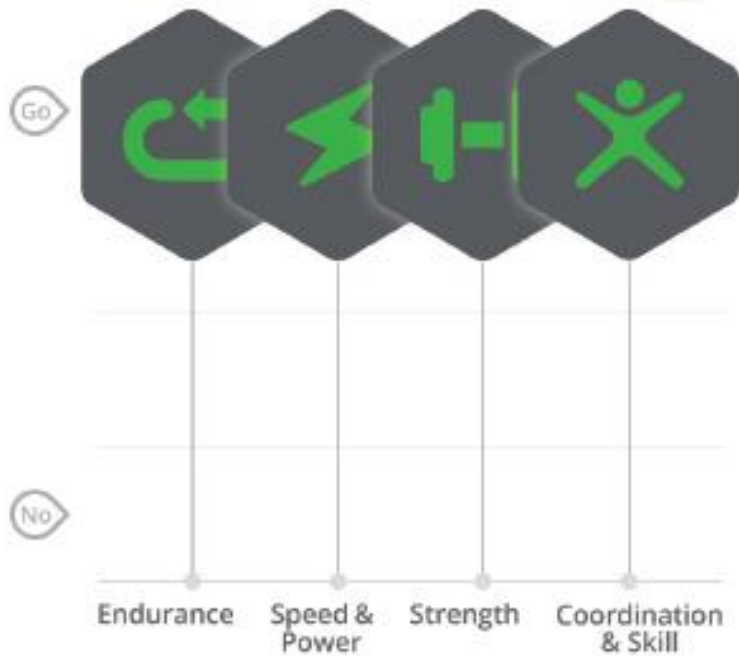 Go
No
Endurance
Speed &
Power
Strength
Coordination
& Skill